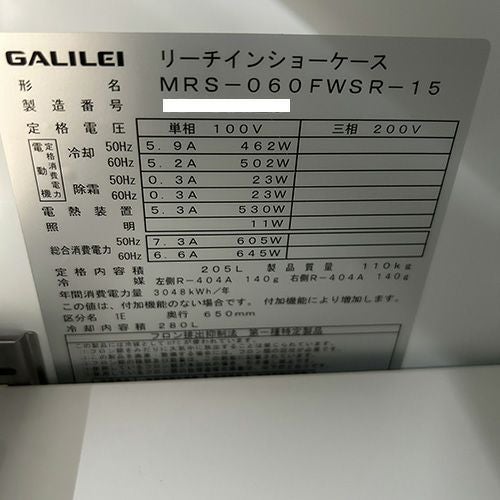 GALILEI リーチインショーケース
形名 MRS-060FWSR-15
製造番号
定格電圧 単相 100V 三相 200V
電動機 定格消費電力 冷却 50Hz 5.9A 462W
60Hz 5.2A 502W
除霜 50Hz 0.3A 23W
60Hz 0.3A 23W
電熱装置 5.3A 530W
照明 11W
総合消費電力 50Hz 7.3A 605W
60Hz 6.6A 645W
定格内容積 205L 製品質量 110kg
冷媒 左側R-404A 140g 右側R-404A 140g
年間消費電力量 3048kWh/年
この値は、付加機能のない場合です。付加機能により増加します。
区分名 IE 奥行 650mm
冷却内容積 280L
フロン排出抑制法 第一種特定製品